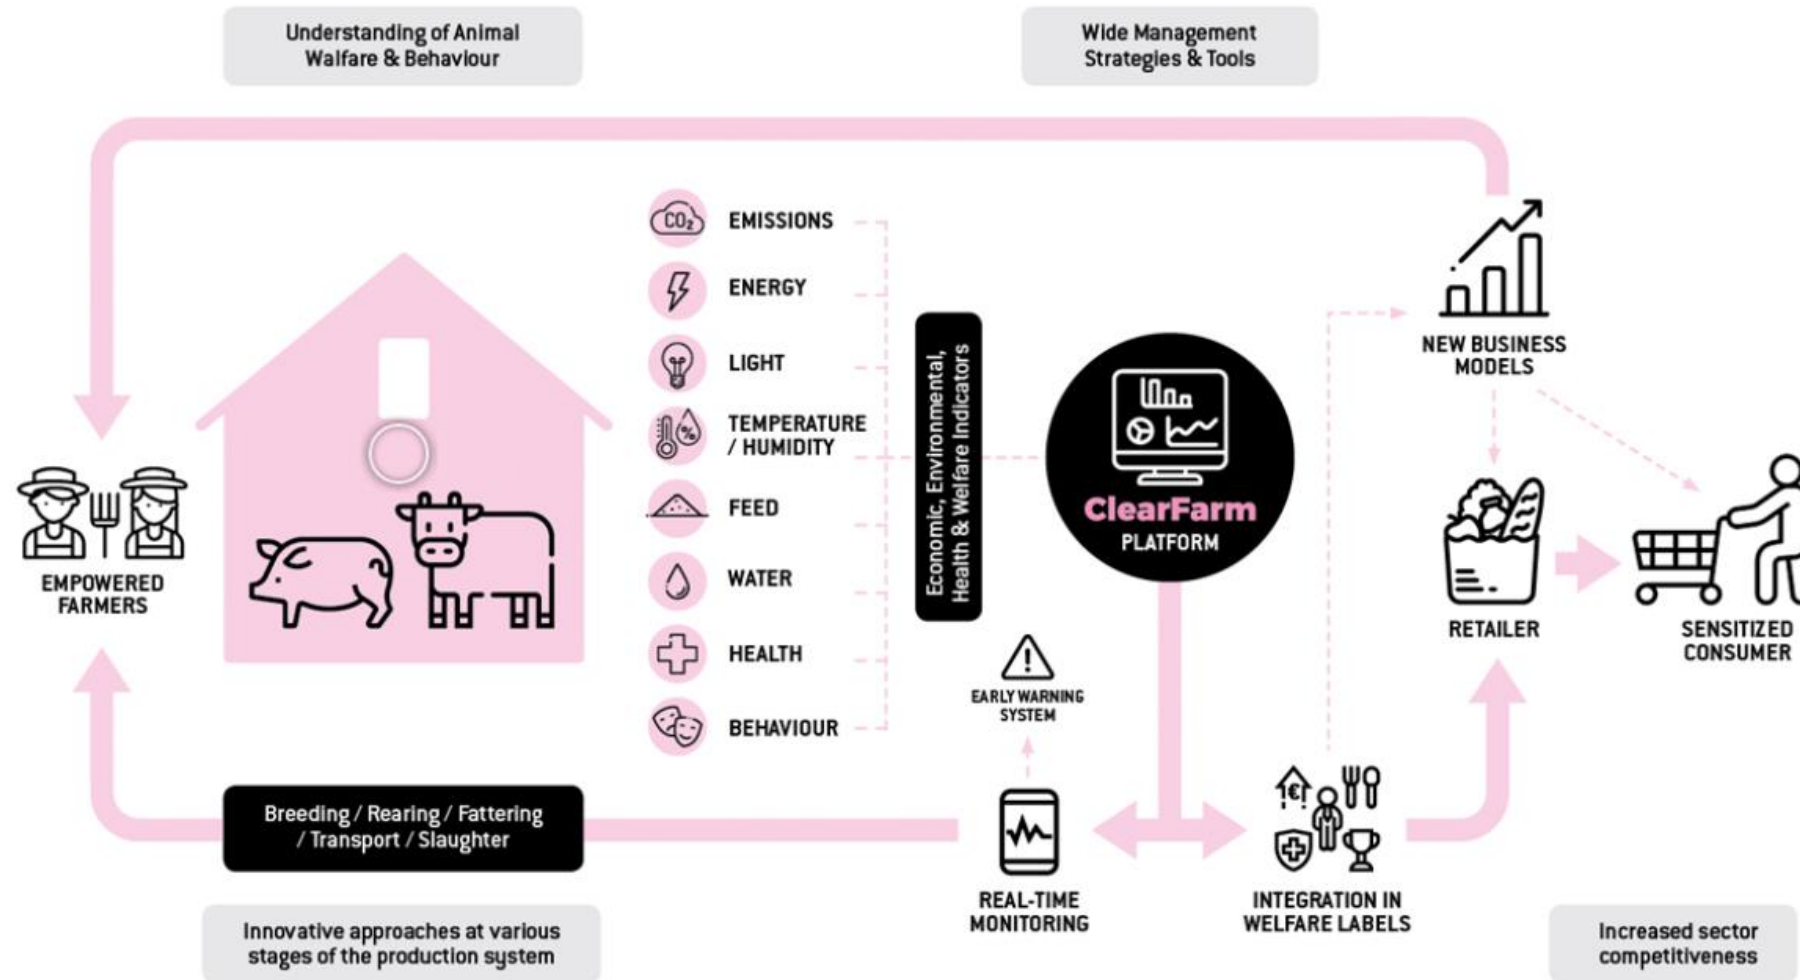 Understanding of Animal
Walfare & Behaviour
Wide Management
Strategies & Tools
CO₂
EMISSIONS
ENERGY
LIGHT
%
TEMPERATURE
/ HUMIDITY
FEED
WATER
HEALTH
BEHAVIOUR
Economic, Environmental,
Health & Welfare Indicators
ClearFarm
PLATFORM
NEW BUSINESS
MODELS
EMPOWERED
FARMERS
RETAILER
SENSITIZED
CONSUMER
!
EARLY WARNING
SYSTEM
Breeding / Rearing / Fattering
/ Transport / Slaughter
€
REAL-TIME
MONITORING
INTEGRATION IN
WELFARE LABELS
Innovative approaches at various
stages of the production system
Increased sector
competitiveness